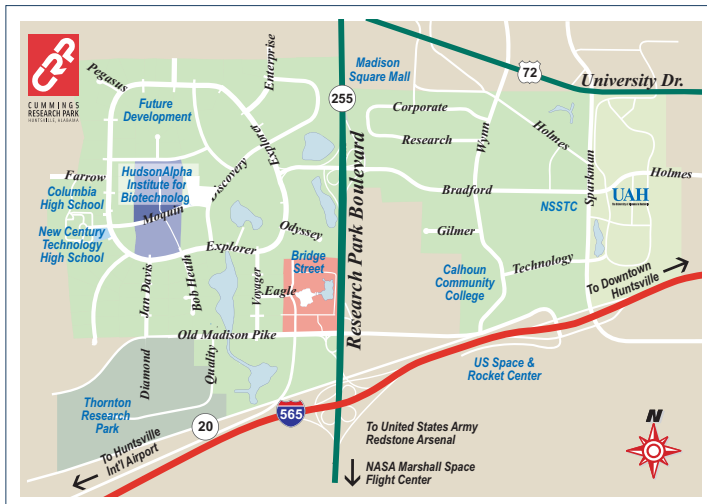 CRP
CUMMINGS
RESEARCH PARK
HUNTSVILLE, ALABAMA
Pegasus
Enterprise
Madison
Square Mall
72
University Dr.
255
Future
Development
Explorer
Corporate
Research
Wynn
Holmes
Sparkman
Farrow
HudsonAlpha
Institute for
Biotechnolog
Discovery
Columbia
High School
Moquin
Bradford
Holmes
UAH
NSSTC
New Century
Technology
High School
Odyssey
Gilmer
Explorer
Bridge
Street
Research Park Boulevard
Calhoun
Community
College
Technology
To Downtown
Huntsville
Jan Davis
Bob Heath
Voyager
Eagle
Old Madison Pike
Diamond
Quality
US Space &
Rocket Center
Thornton
Research
Park
20
565
To Huntsville
Int'l Airport
To United States Army
Redstone Arsenal
NASA Marshall Space
Flight Center
N